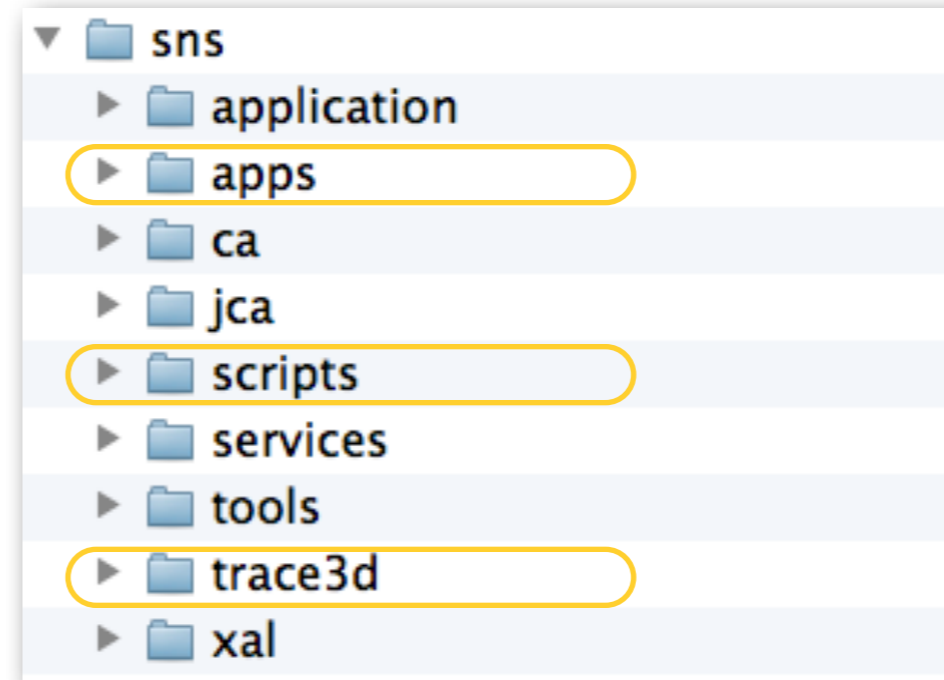 sns
application
apps
ca
jca
scripts
services
tools
trace3d
xal